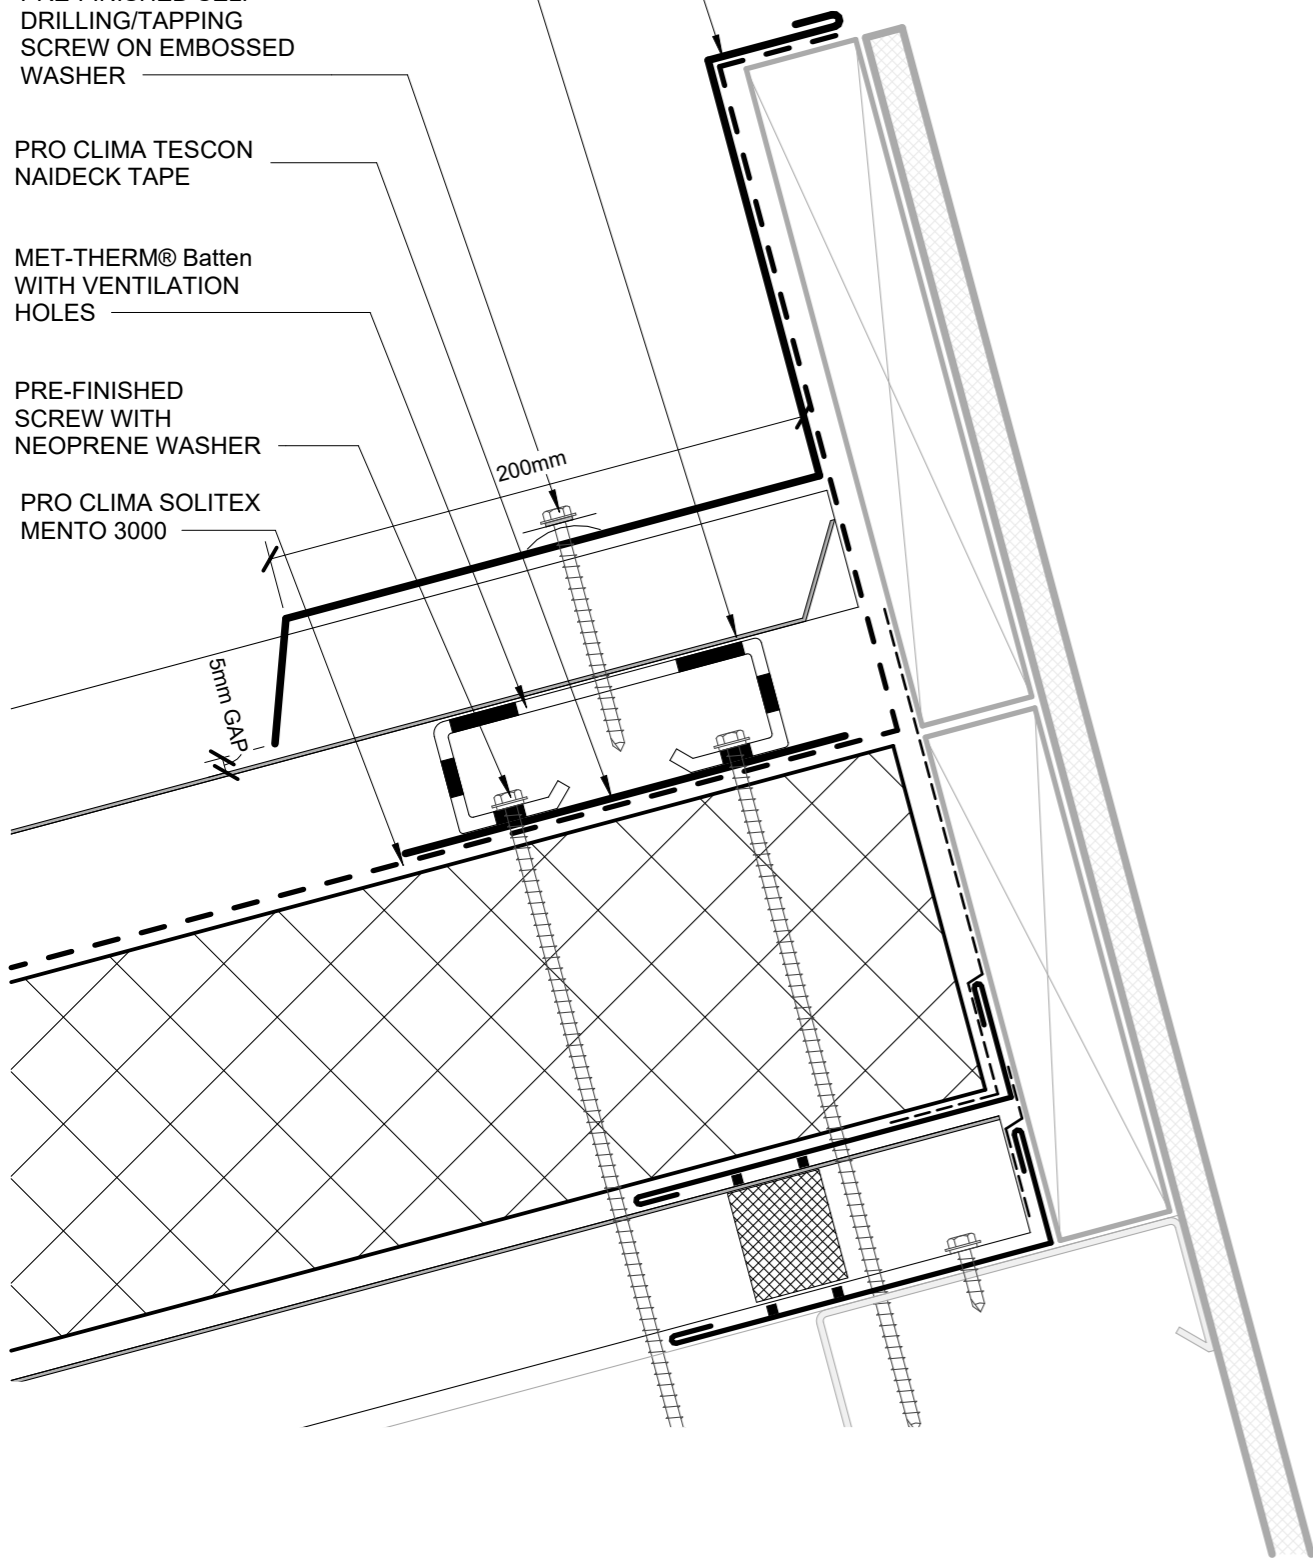 DRILLING/TAPPING
SCREW ON EMBOSSED
WASHER
PRO CLIMA TESCON
NAIDECK TAPE
MET-THERM® Batten
WITH VENTILATION
HOLES
PRE-FINISHED
SCREW WITH
NEOPRENE WASHER
PRO CLIMA SOLITEX
MENTO 3000
200mm
5mm GAP